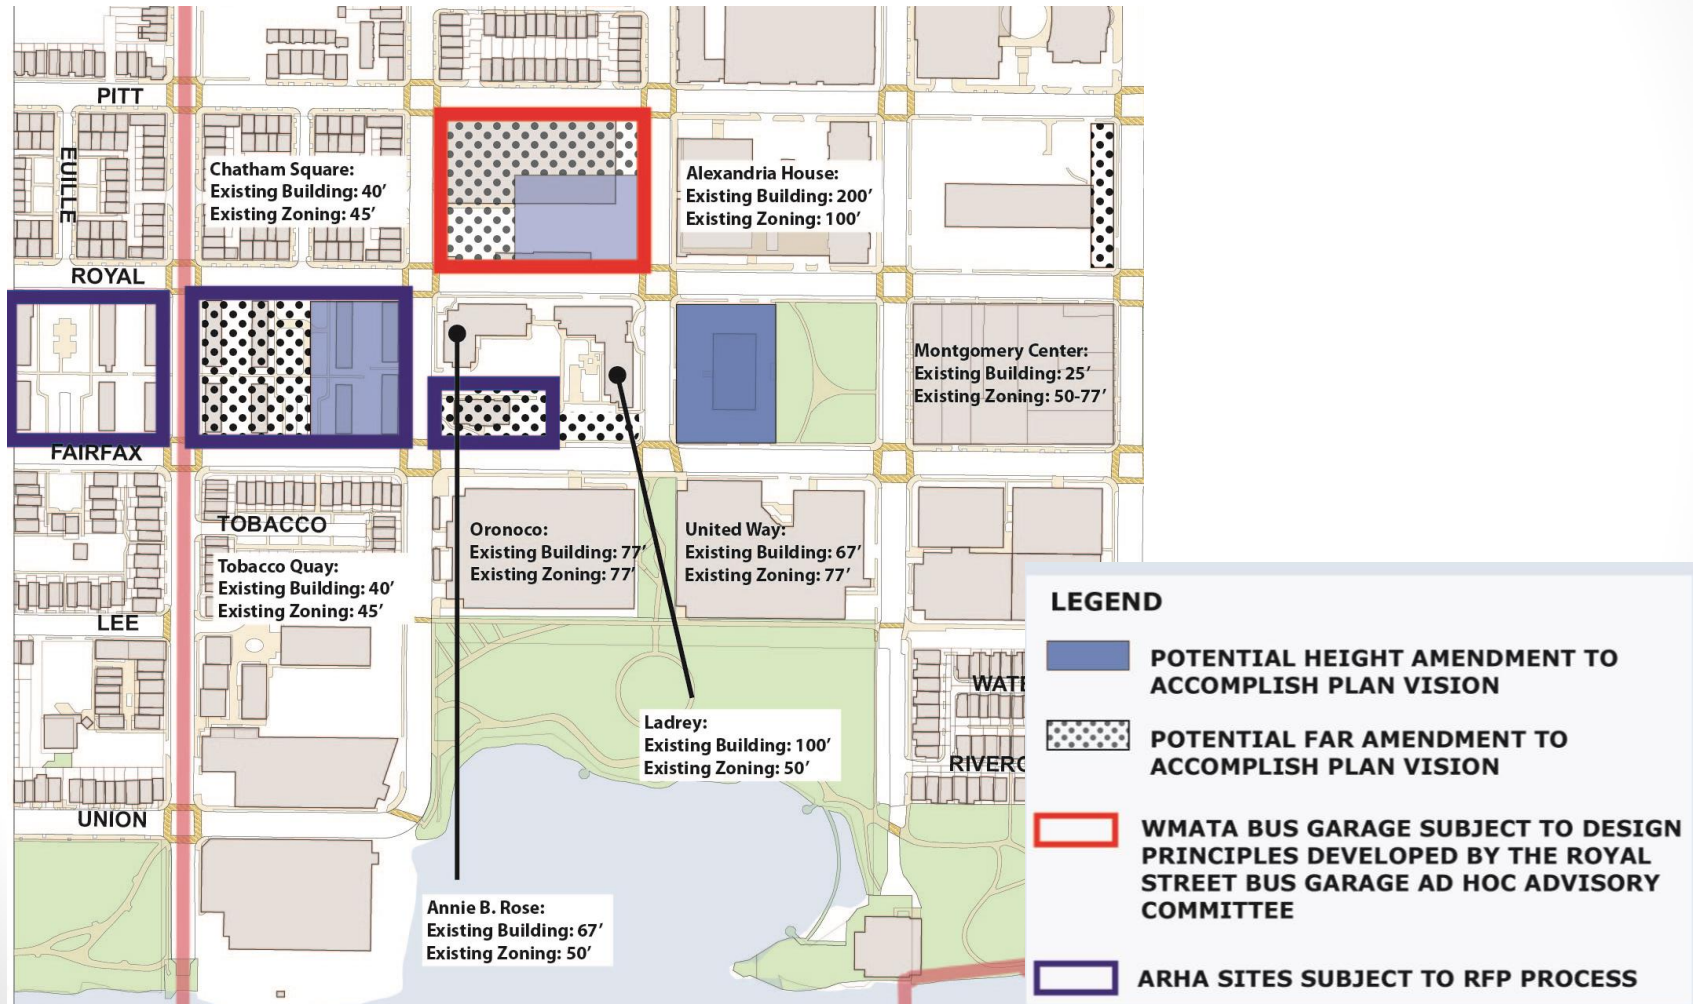 PITT
EUILLE
Chatham Square:
Existing Building: 40’
Existing Zoning: 45’
Alexandria House:
Existing Building: 200’
Existing Zoning: 100’
ROYAL
Montgomery Center:
Existing Building: 25’
Existing Zoning: 50-77’
FAIRFAX
TOBACCO
Oronoco:
Existing Building: 77’
Existing Zoning: 77’
United Way:
Existing Building: 67’
Existing Zoning: 77’
Tobacco Quay:
Existing Building: 40’
Existing Zoning: 45’
LEE
WATE
RIVERC
Ladrey:
Existing Building: 100’
Existing Zoning: 50’
UNION
Annie B. Rose:
Existing Building: 67’
Existing Zoning: 50’
LEGEND
POTENTIAL HEIGHT AMENDMENT TO
ACCOMPLISH PLAN VISION
POTENTIAL FAR AMENDMENT TO
ACCOMPLISH PLAN VISION
WMATA BUS GARAGE SUBJECT TO DESIGN
PRINCIPLES DEVELOPED BY THE ROYAL
STREET BUS GARAGE AD HOC ADVISORY
COMMITTEE
ARHA SITES SUBJECT TO RFP PROCESS